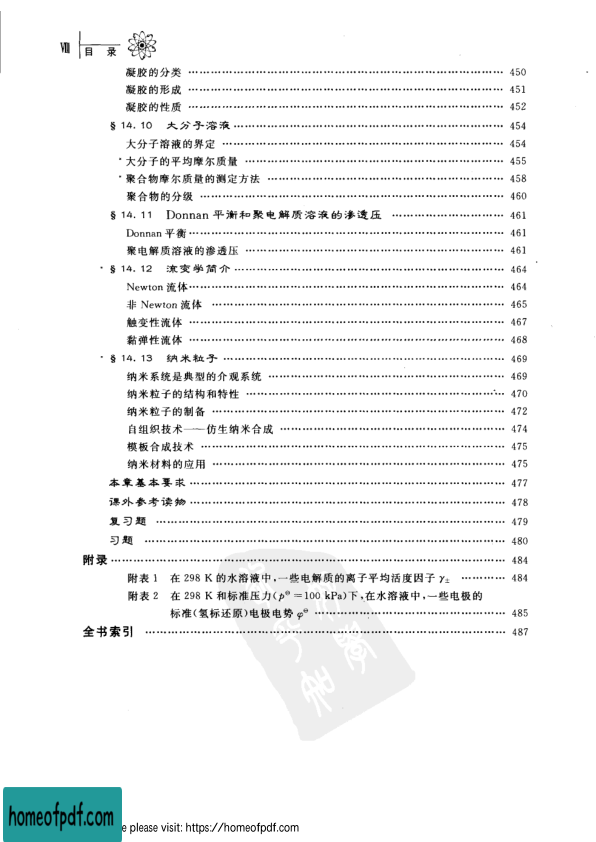 Ⅷ 目 录
凝胶的分类 …… 450
凝胶的形成 …… 451
凝胶的性质 …… 452
§ 14.10 大分子溶液 …… 454
大分子溶液的界定 …… 454
*大分子的平均摩尔质量 …… 455
*聚合物摩尔质量的测定方法 …… 458
聚合物的分级 …… 460
§ 14.11 Donnan 平衡和聚电解质溶液的渗透压 …… 461
Donnan 平衡 …… 461
聚电解质溶液的渗透压 …… 461
*§ 14.12 流变学简介 …… 464
Newton 流体 …… 464
非 Newton 流体 …… 465
触变性流体 …… 467
黏弹性流体 …… 468
*§ 14.13 纳米粒子 …… 469
纳米系统是典型的介观系统 …… 469
纳米粒子的结构和特性 …… 470
纳米粒子的制备 …… 472
自组织技术——仿生纳米合成 …… 474
模板合成技术 …… 475
纳米材料的应用 …… 475
本章基本要求 …… 477
课外参考读物 …… 478
复习题 …… 479
习题 …… 480
附录 …… 484
附表 1 在 298 K 的水溶液中,一些电解质的离子平均活度因子 γ± …… 484
附表 2 在 298 K 和标准压力(p⊖=100 kPa)下,在水溶液中,一些电极的
标准(氢标还原)电极电势 φ⊖ …… 485
全书索引 …… 487
homeofpdf.com
e please visit: https://homeofpdf.com